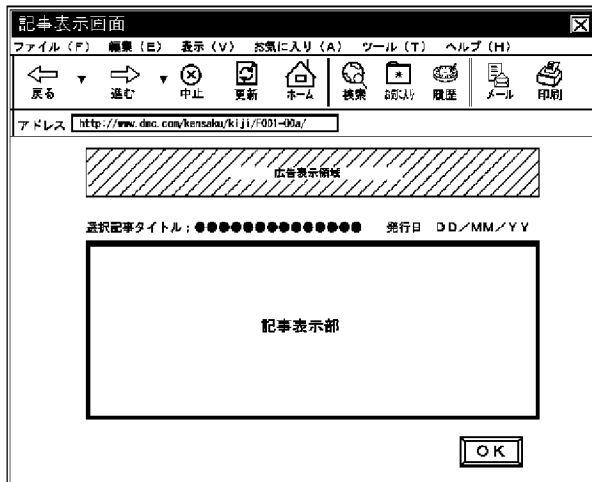 記事表示画面
ファイル（F） 編集（E） 表示（V） お気に入り（A） ツール（T） ヘルプ（H）
戻る 進む 中止 更新 ホーム 検索 お気に入り 履歴 メール 印刷
アドレス http://www.dmc.com/kensaku/kiji/F001-00a/
広告表示領域
選択記事タイトル：●●●●●●●●●●●●●● 発行日 DD／MM／YY
記事表示部
OK